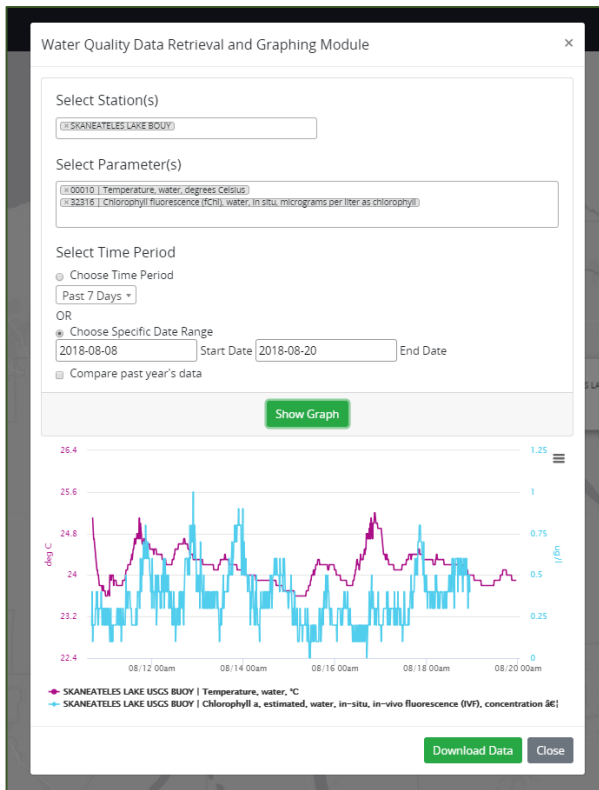 Water Quality Data Retrieval and Graphing Module ×
Select Station(s)
× SKANEATELES LAKE BOUY
Select Parameter(s)
× 00010 | Temperature, water, degrees Celsius
× 32316 | Chlorophyll fluorescence (fChl), water, in situ, micrograms per liter as chlorophyll
Select Time Period
Choose Time Period
Past 7 Days
OR
Choose Specific Date Range
2018-08-08 Start Date 2018-08-20 End Date
Compare past year's data
Show Graph
26.4 1.25
25.6 1
24.8 0.75
deg C ug/l
24 0.5
23.2 0.25
22.4 0
08/12 00am 08/14 00am 08/16 00am 08/18 00am 08/20 00am
SKANEATELES LAKE USGS BUOY | Temperature, water, °C
SKANEATELES LAKE USGS BUOY | Chlorophyll a, estimated, water, in-situ, in-vivo fluorescence (IVF), concentration â€¦
Download Data Close